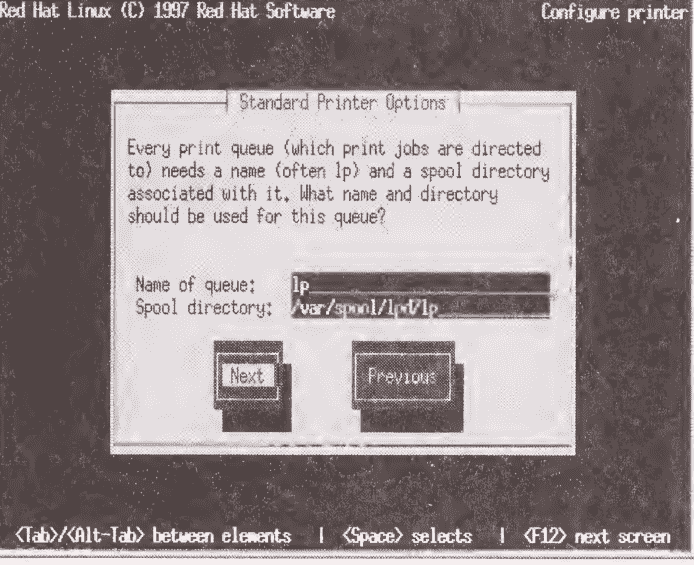 Red Hat Linux (C) 1997 Red Hat Software Configure printer
Standard Printer Options
Every print queue (which print jobs are directed
to) needs a name (often lp) and a spool directory
associated with it. What name and directory
should be used for this queue?
Name of queue: lp
Spool directory: /var/spool/lpd/lp
Next Previous
<Tab>/<Alt-Tab> between elements | <Space> selects | <F12> next screen